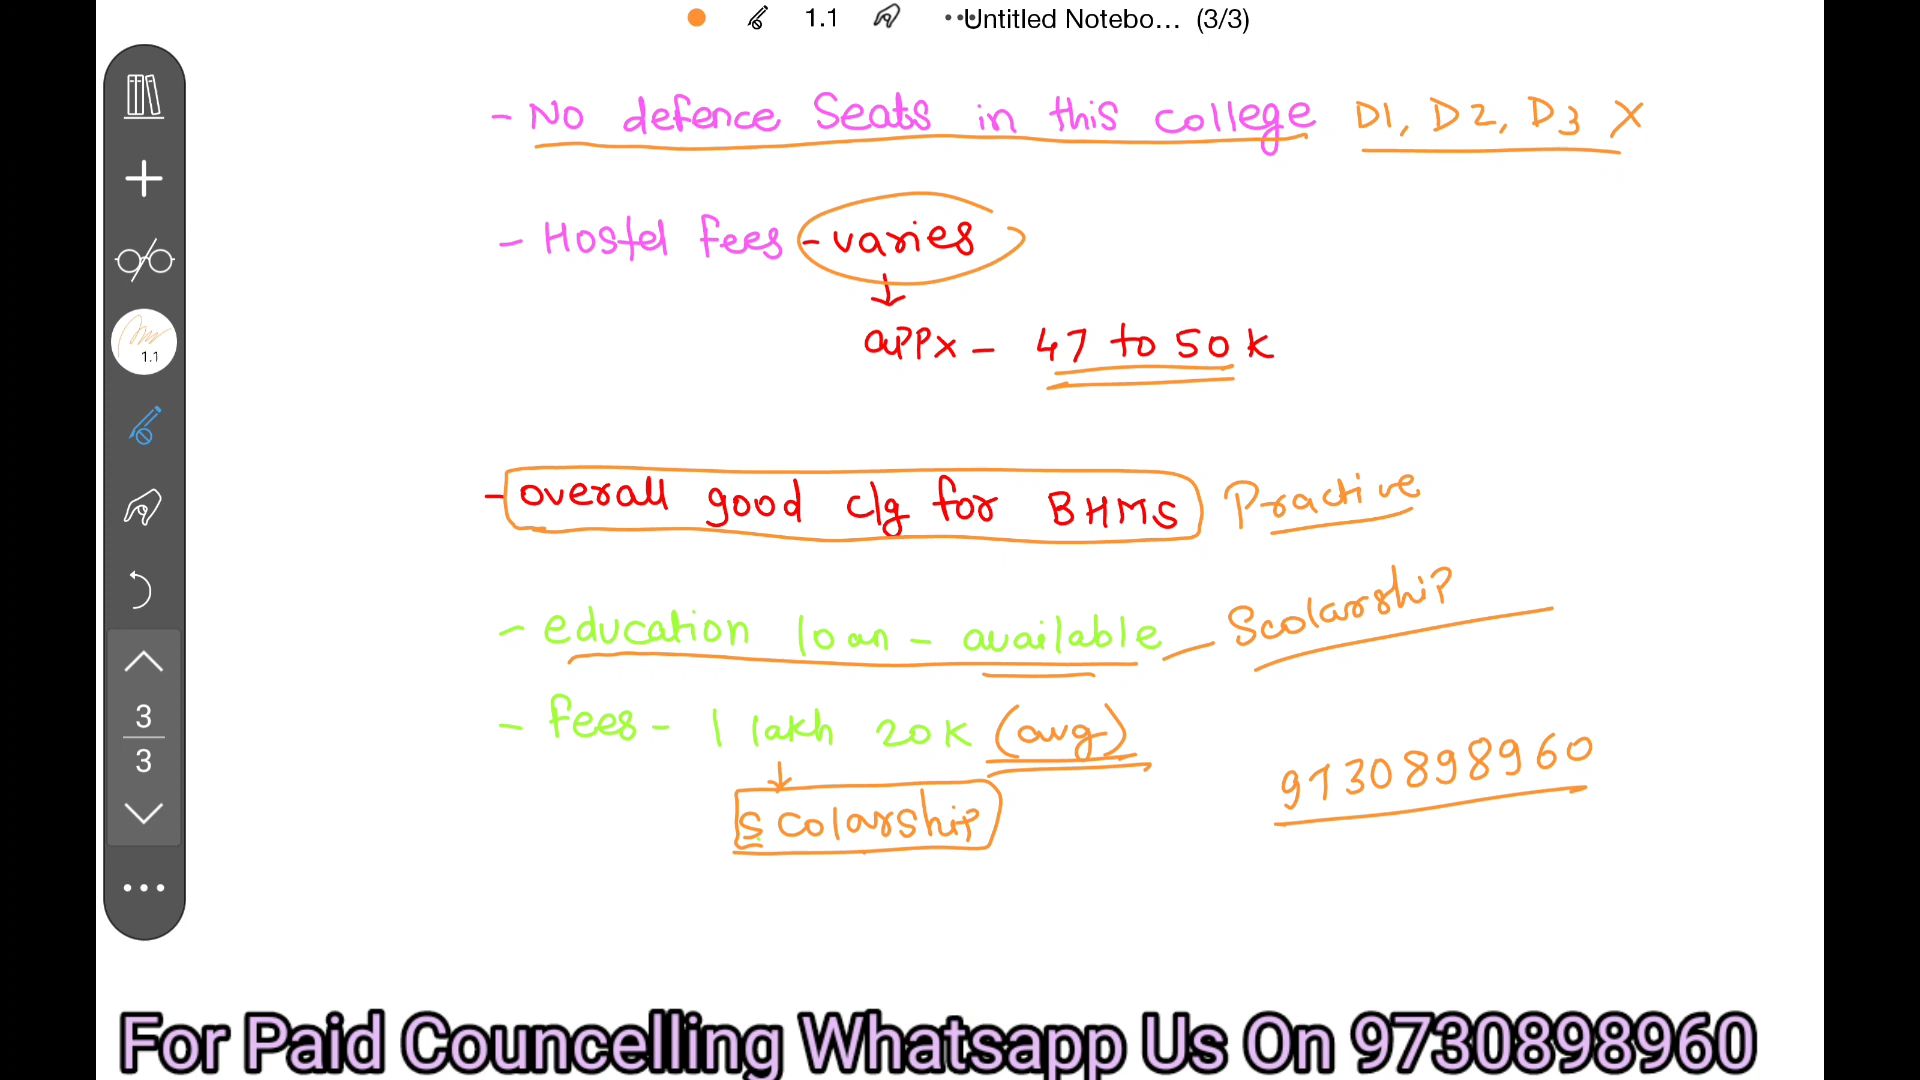 1.1 Untitled Notebo... (3/3)
- No defence Seats in this college D1, D2, D3 X
- Hostel fees - varies
appx - 47 to 50 k
1.1
- overall good clg for BHMS Practive
- education loan - available - Scolarship
- fees - 1 lakh 20K (avg)
3
3
9730898960
scolarship
For Paid Councelling Whatsapp Us On 9730898960